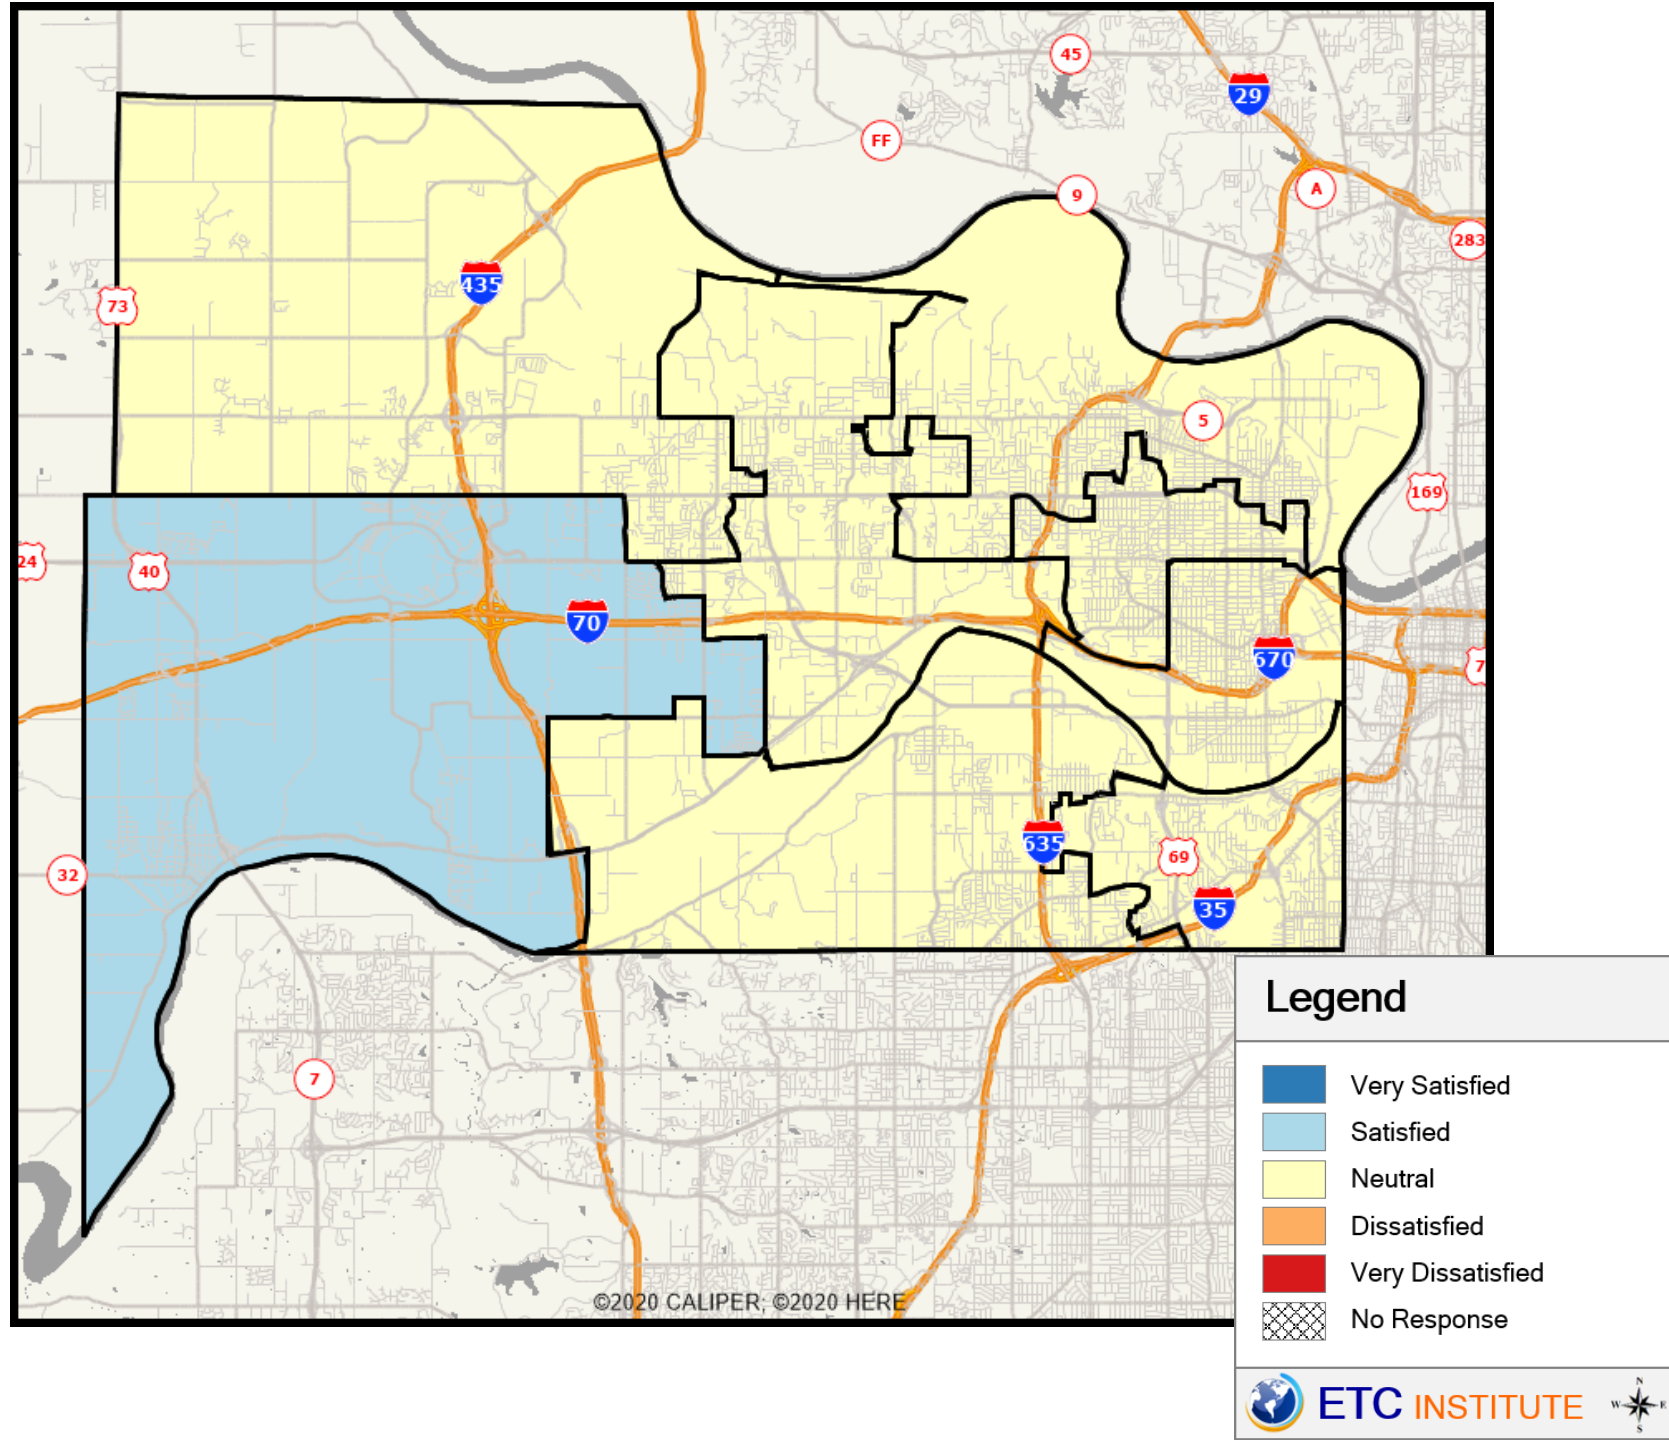 45
29
FF
A
9
283
435
73
5
169
24
40
70
670
7
635
69
32
35
7
©2020 CALIPER; ©2020 HERE
Legend
Very Satisfied
Satisfied
Neutral
Dissatisfied
Very Dissatisfied
No Response
ETC INSTITUTE
N
W E
S